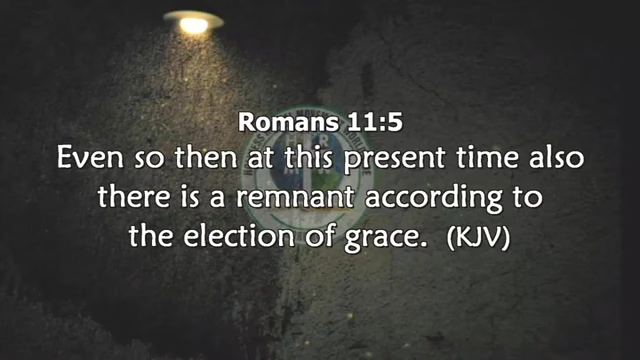 Romans 11:5
Even so then at this present time also
there is a remnant according to
the election of grace. (KJV)